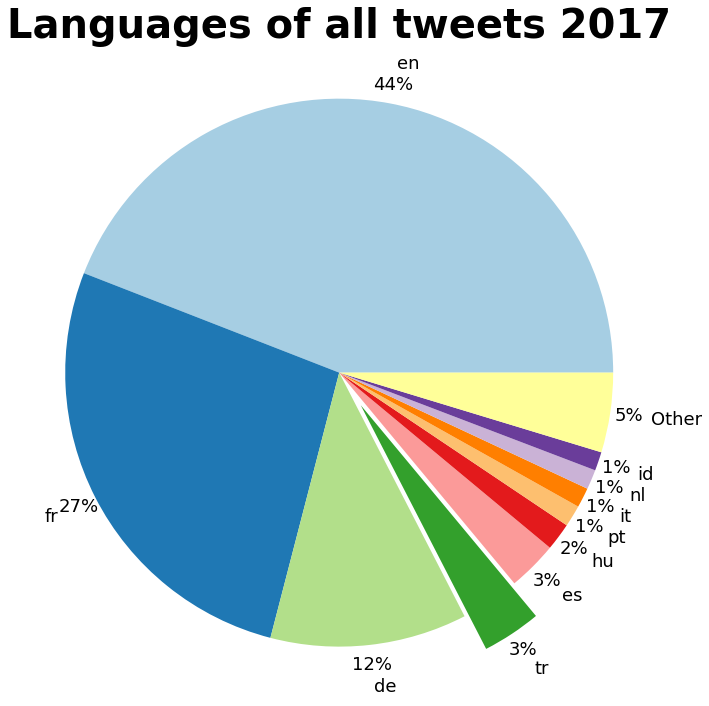 Languages of all tweets 2017
en
44%
fr
27%
12%
de
3%
tr
3%
es
2%
hu
1%
pt
1%
it
1%
nl
1%
id
5%
Other